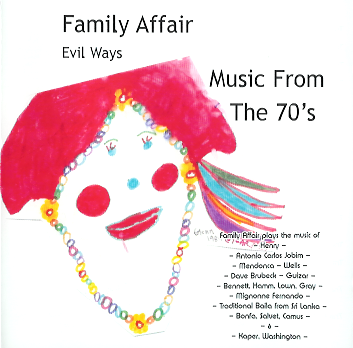 Family Affair
Evil Ways
Music From
The 70's
Family Affair plays the music of
~ Henry ~
~ Antonio Carlos Jobim ~
~ Mendonca ~ Wells ~
~ Dave Brubeck ~ Guizar ~
~ Bennett, Hamm, Lown, Gray ~
~ Mignonne Fernando ~
~ Traditional Baila from Sri Lanka ~
~ Bonfa, Salvet, Camus ~
~ & ~
~ Kaper, Washington ~